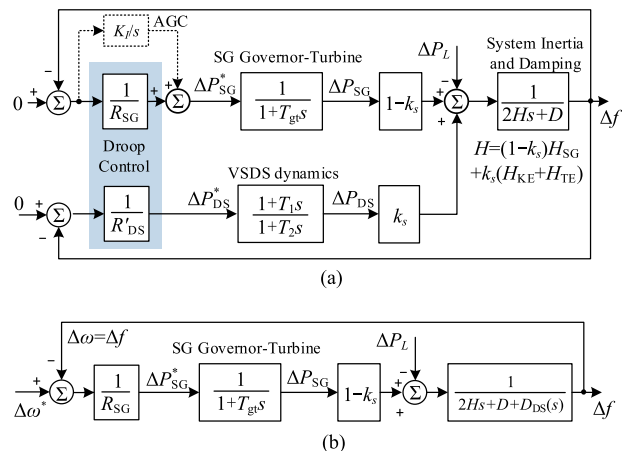 K_I/s
AGC
SG Governor-Turbine
ΔP_L
System Inertia
and Damping
0
−
+
Σ
1
R_SG
+
+
Σ
ΔP*_SG
1
1+T_gt s
ΔP_SG
1−k_s
+
−
+
Σ
1
2Hs+D
Δf
Droop
Control
H=(1−k_s)H_SG
+k_s(H_KE+H_TE)
VSDS dynamics
0
+
−
Σ
1
R'_DS
ΔP*_DS
1+T_1s
1+T_2s
ΔP_DS
k_s
(a)
−
Δω=Δf
SG Governor-Turbine
ΔP_L
+
Δω*
Σ
1
R_SG
ΔP*_SG
1
1+T_gt s
ΔP_SG
1−k_s
−
+
Σ
1
2Hs+D+D_DS(s)
Δf
(b)